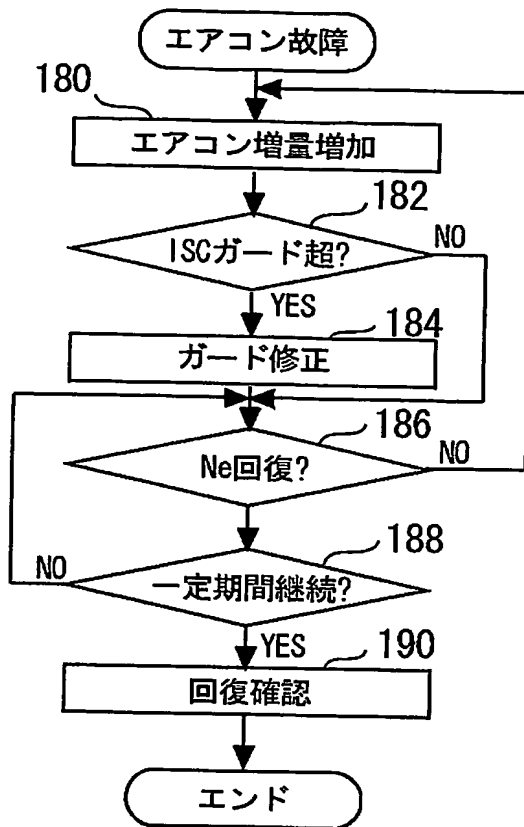 エアコン故障
180
エアコン増量増加
182
ISCガード超?
NO
YES
184
ガード修正
186
Ne回復?
NO
188
一定期間継続?
NO
YES
190
回復確認
エンド